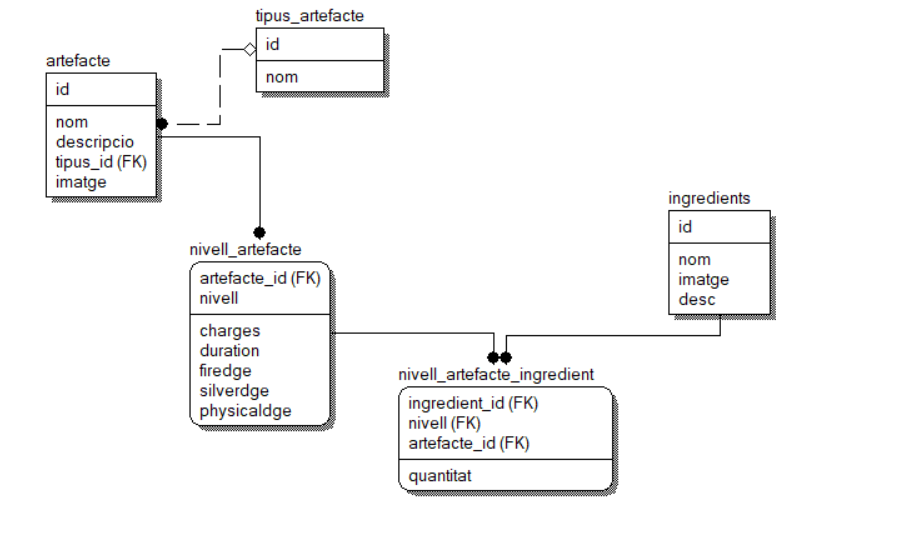 tipus_artefacte
id
nom
artefacte
id
nom
descripcio
tipus_id (FK)
imatge
ingredients
id
nom
imatge
desc
nivell_artefacte
artefacte_id (FK)
nivell
charges
duration
firedge
silverdge
physicaldge
nivell_artefacte_ingredient
ingredient_id (FK)
nivell (FK)
artefacte_id (FK)
quantitat